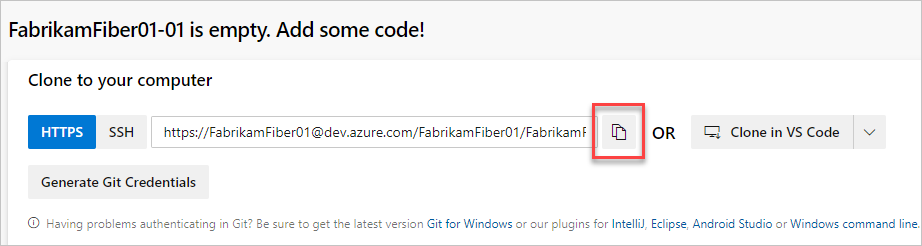 FabrikamFiber01-01 is empty. Add some code!
Clone to your computer
HTTPS SSH https://FabrikamFiber01@dev.azure.com/FabrikamFiber01/FabrikamF OR Clone in VS Code
Generate Git Credentials
Having problems authenticating in Git? Be sure to get the latest version Git for Windows or our plugins for IntelliJ, Eclipse, Android Studio or Windows command line.